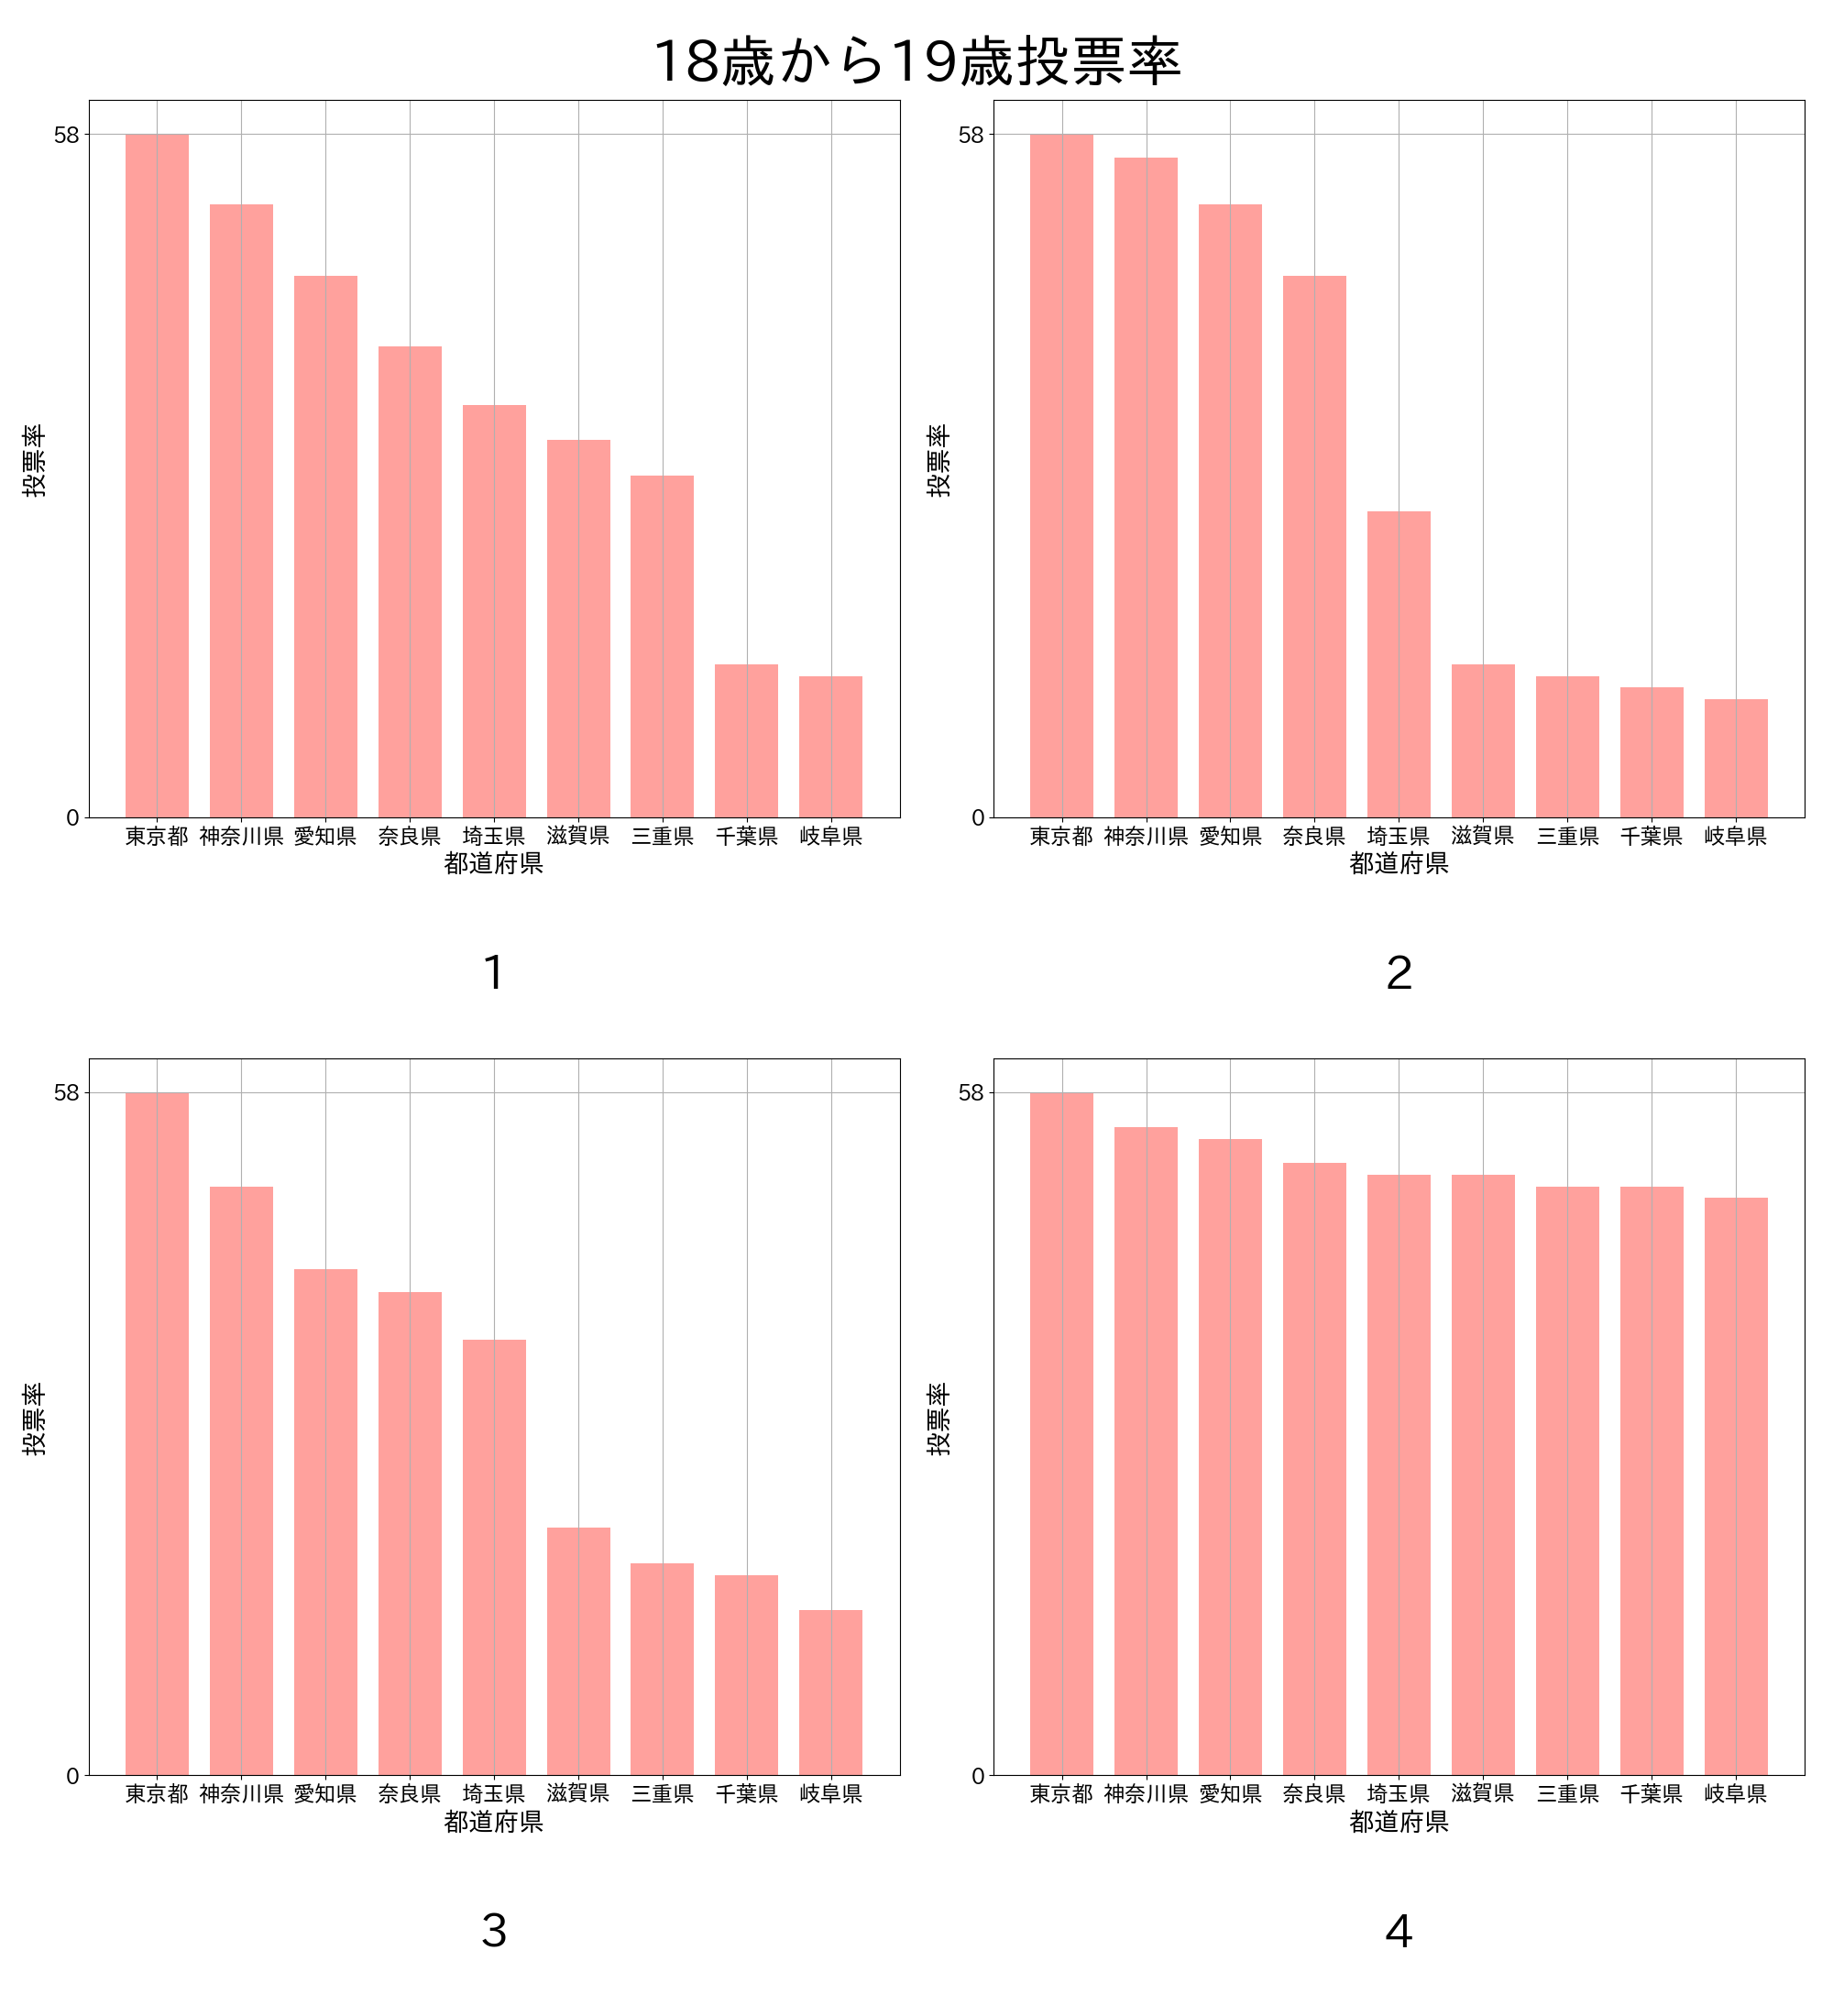 18歳から19歳投票率
58
0
投票率
東京都 神奈川県 愛知県 奈良県 埼玉県 滋賀県 三重県 千葉県 岐阜県
都道府県
1
58
0
投票率
東京都 神奈川県 愛知県 奈良県 埼玉県 滋賀県 三重県 千葉県 岐阜県
都道府県
2
58
0
投票率
東京都 神奈川県 愛知県 奈良県 埼玉県 滋賀県 三重県 千葉県 岐阜県
都道府県
3
58
0
投票率
東京都 神奈川県 愛知県 奈良県 埼玉県 滋賀県 三重県 千葉県 岐阜県
都道府県
4